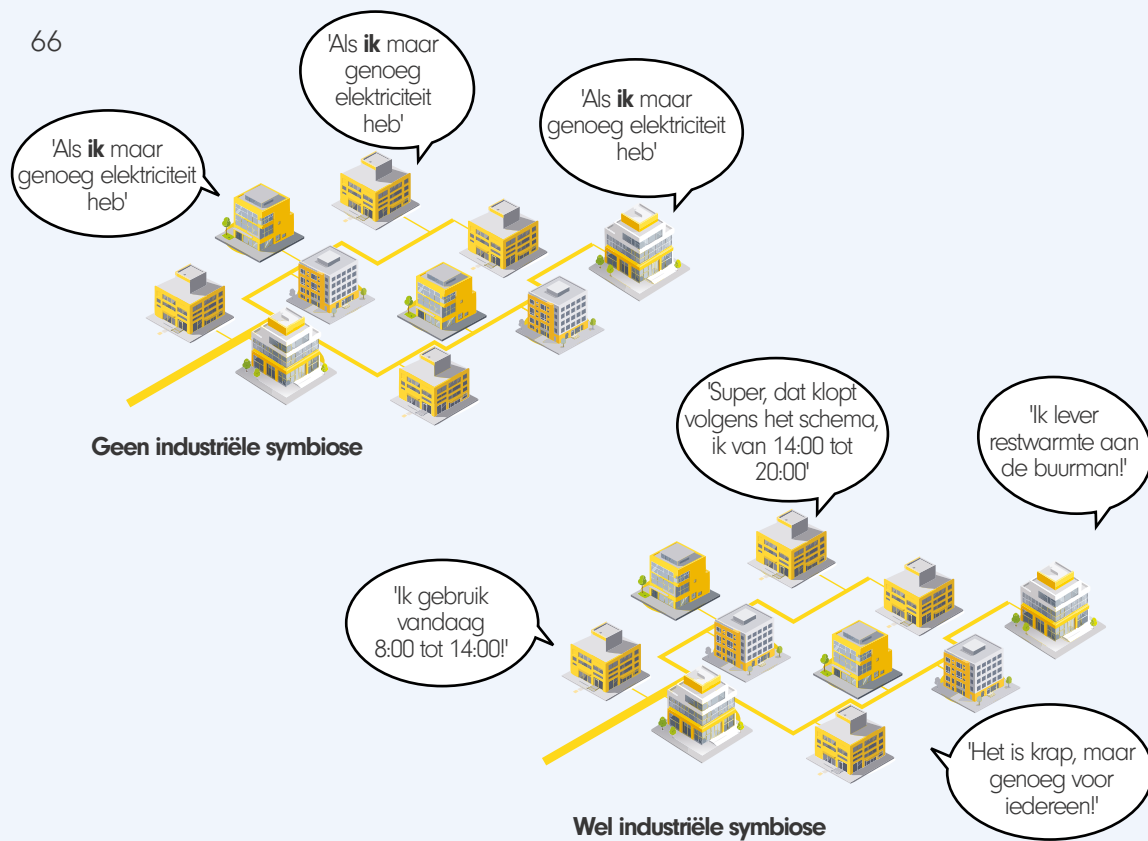 66
'Als ik maar
genoeg
elektriciteit
heb'
'Als ik maar
genoeg elektriciteit
heb'
'Als ik maar
genoeg elektriciteit
heb'
Geen industriële symbiose
'Super, dat klopt
volgens het schema,
ik van 14:00 tot
20:00'
'Ik lever
restwarmte aan
de buurman!'
'Ik gebruik
vandaag
8:00 tot 14:00!'
'Het is krap, maar
genoeg voor
iedereen!'
Wel industriële symbiose